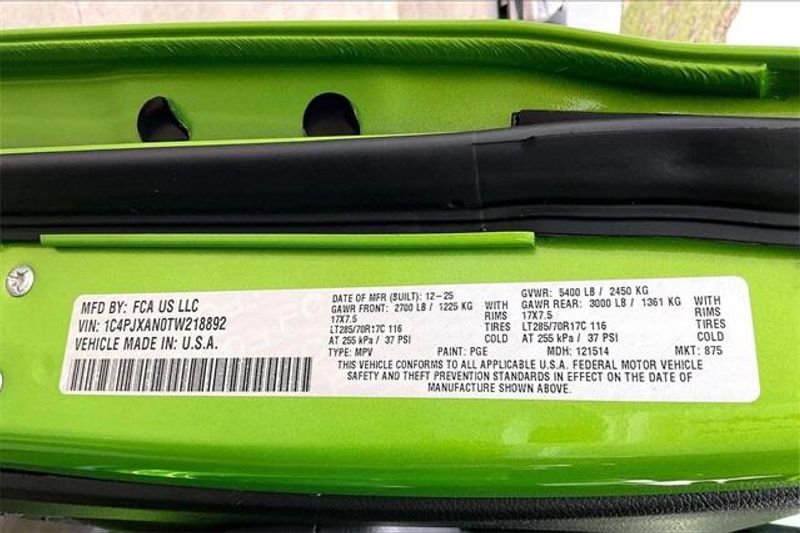 MFD BY: FCA US LLC
VIN: 1C4PJXAN0TW218892
VEHICLE MADE IN: U.S.A.
DATE OF MFR (BUILT): 12-25
GAWR FRONT: 2700 LB / 1225 KG WITH
17X7.5 RIMS
LT285/70R17C 116 TIRES
AT 255 kPa / 37 PSI COLD
GVWR: 5400 LB / 2450 KG
GAWR REAR: 3000 LB / 1361 KG WITH
17X7.5 RIMS
LT285/70R17C 116 TIRES
AT 255 kPa / 37 PSI COLD
TYPE: MPV PAINT: PGE MDH: 121514 MKT: 875
THIS VEHICLE CONFORMS TO ALL APPLICABLE U.S.A. FEDERAL MOTOR VEHICLE
SAFETY AND THEFT PREVENTION STANDARDS IN EFFECT ON THE DATE OF
MANUFACTURE SHOWN ABOVE.